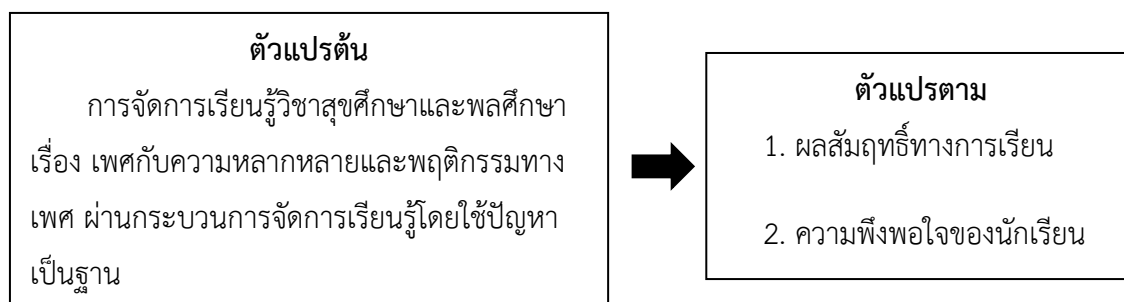 ตัวแปรต้น
การจัดการเรียนรู้วิชาสุขศึกษาและพลศึกษา
เรื่อง เพศกับความหลากหลายและพฤติกรรมทาง
เพศ ผ่านกระบวนการจัดการเรียนรู้โดยใช้ปัญหา
เป็นฐาน
ตัวแปรตาม
1. ผลสัมฤทธิ์ทางการเรียน
2. ความพึงพอใจของนักเรียน